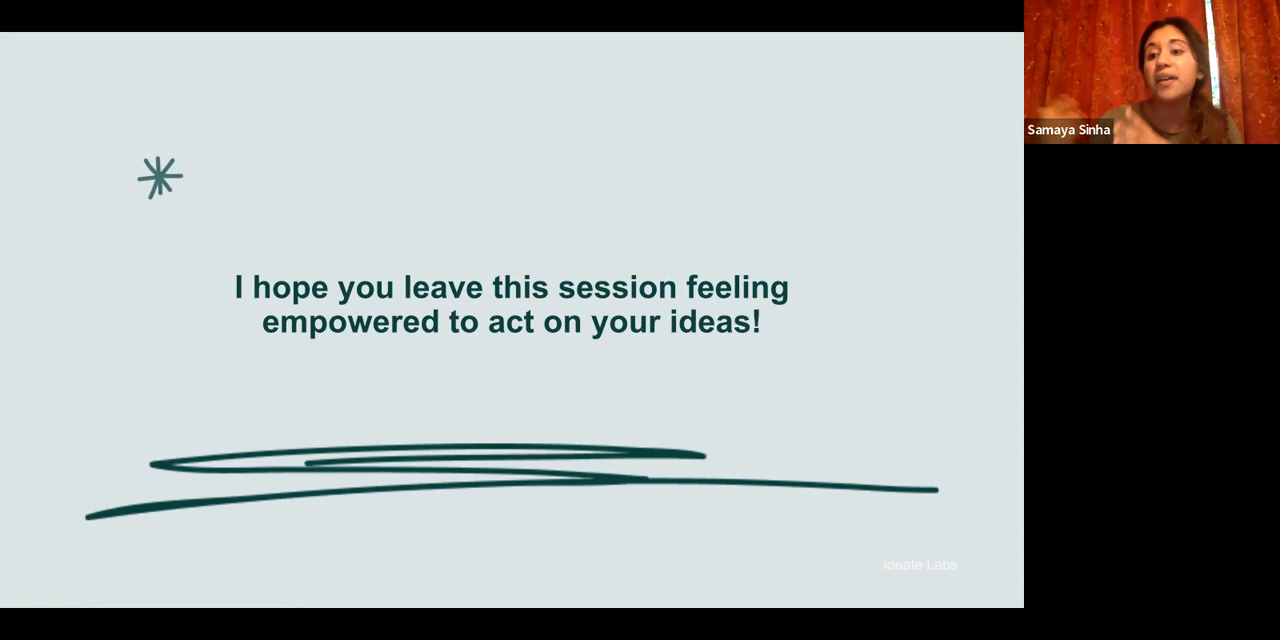 Samaya Sinha
I hope you leave this session feeling
empowered to act on your ideas!
Ideate Labs